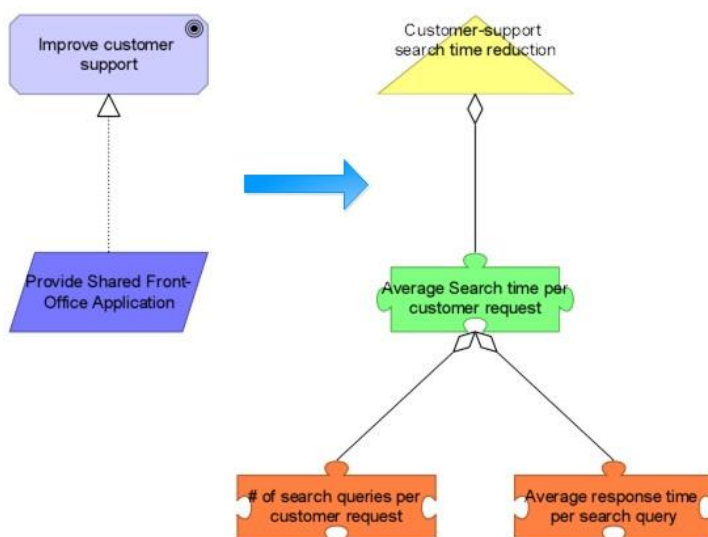 Improve customer
support
Customer-support
search time reduction
Provide Shared Front-
Office Application
Average Search time per
customer request
# of search queries per
customer request
Average response time
per search query